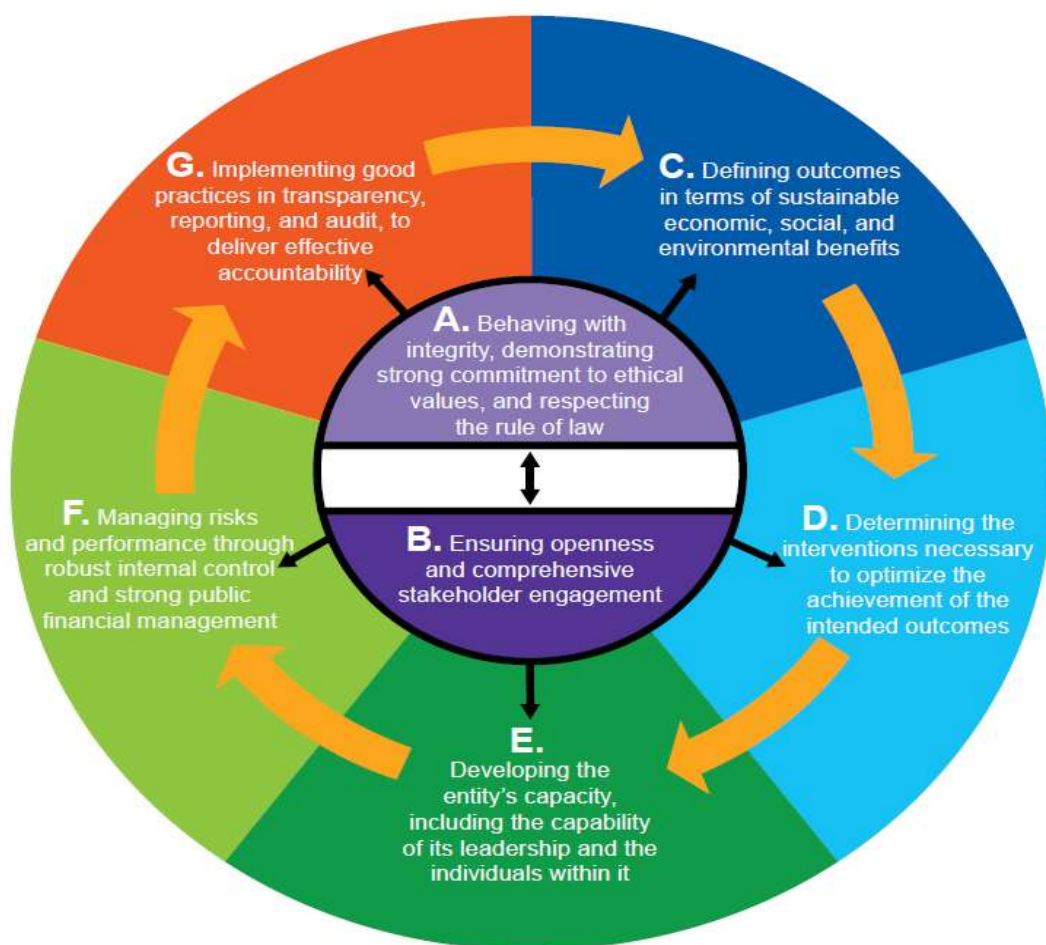 A. Behaving with
integrity, demonstrating
strong commitment to ethical
values, and respecting
the rule of law
B. Ensuring openness
and comprehensive
stakeholder engagement
C. Defining outcomes
in terms of sustainable
economic, social, and
environmental benefits
D. Determining the
interventions necessary
to optimize the
achievement of the
intended outcomes
E.
Developing the
entity’s capacity,
including the capability
of its leadership and the
individuals within it
F. Managing risks
and performance through
robust internal control
and strong public
financial management
G. Implementing good
practices in transparency,
reporting, and audit, to
deliver effective
accountability